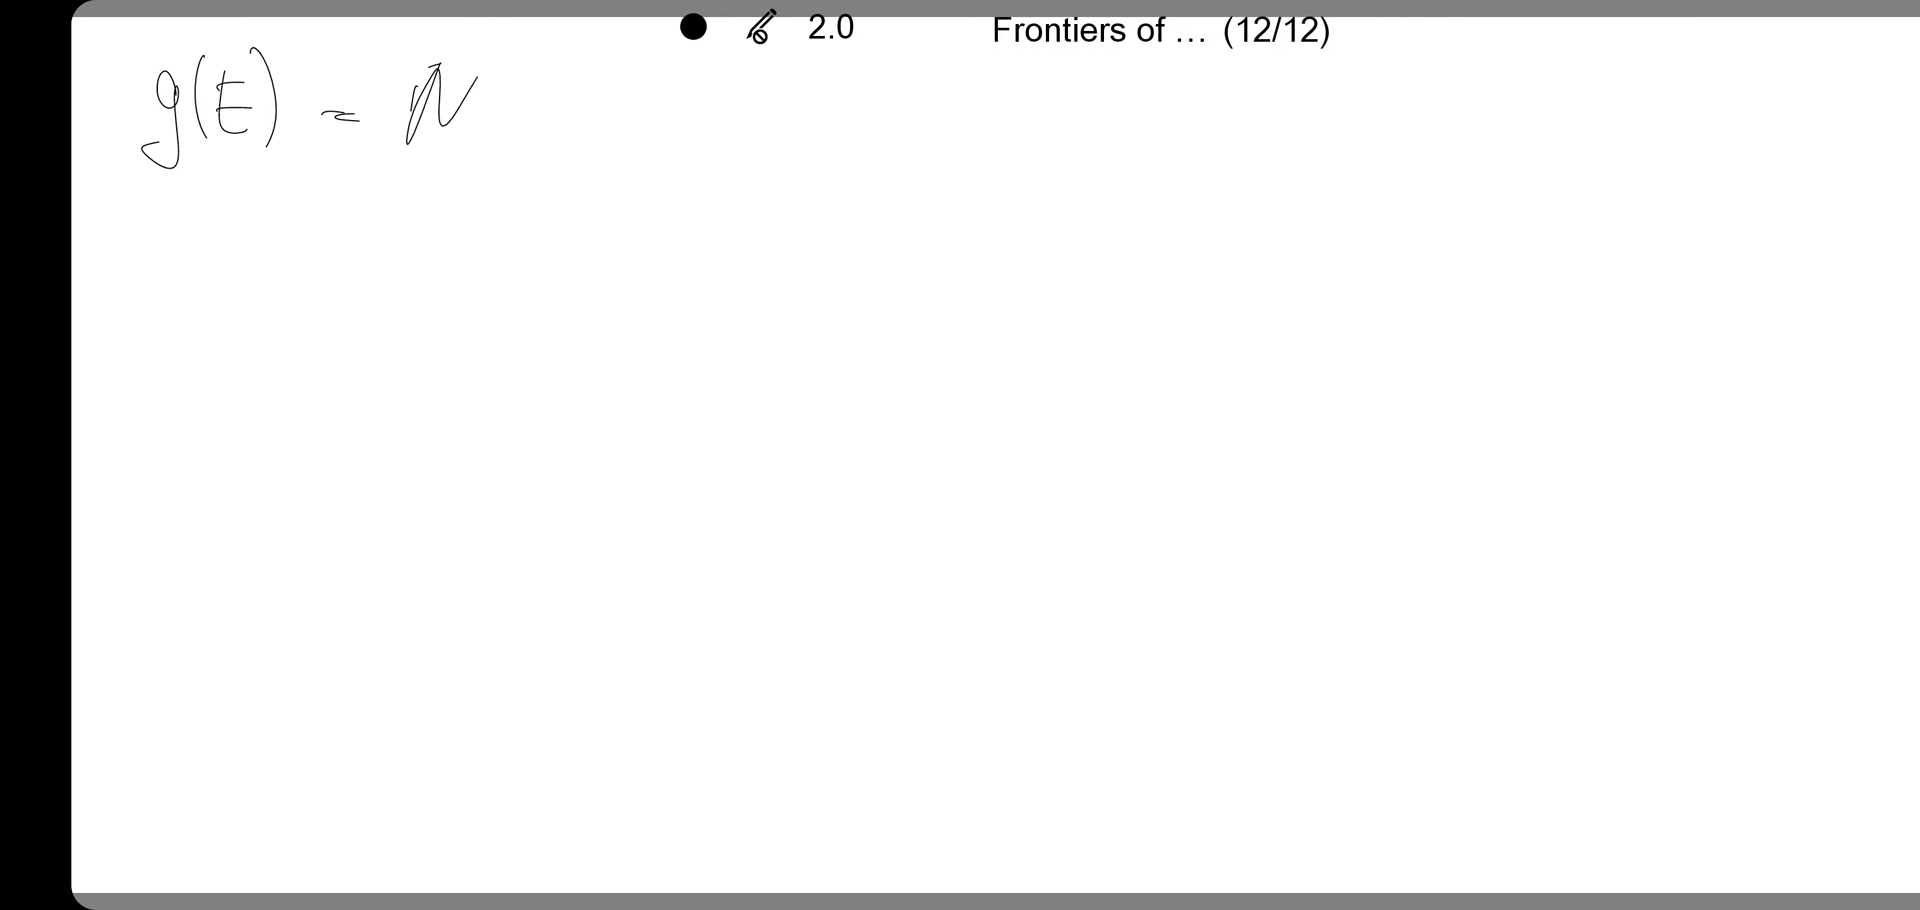 2.0 Frontiers of … (12/12)
g(E) = N